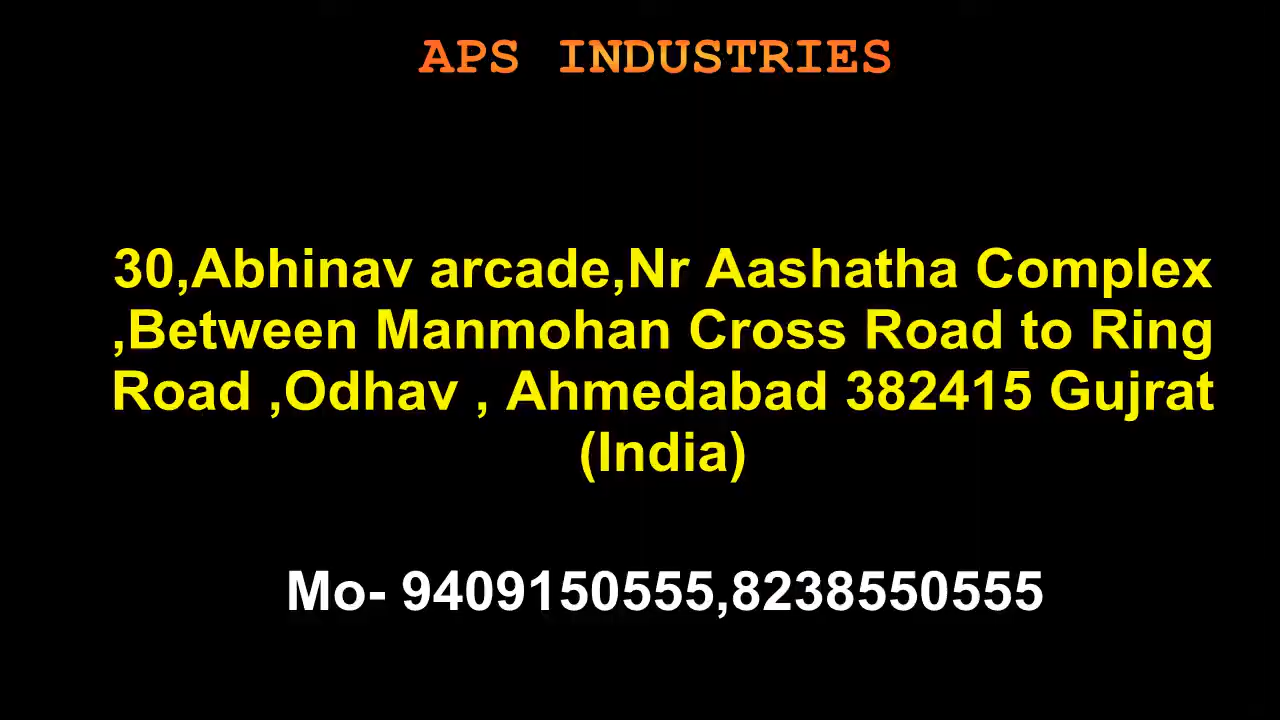 APS INDUSTRIES
30,Abhinav arcade,Nr Aashatha Complex
,Between Manmohan Cross Road to Ring
Road ,Odhav , Ahmedabad 382415 Gujrat
(India)
Mo- 9409150555,8238550555